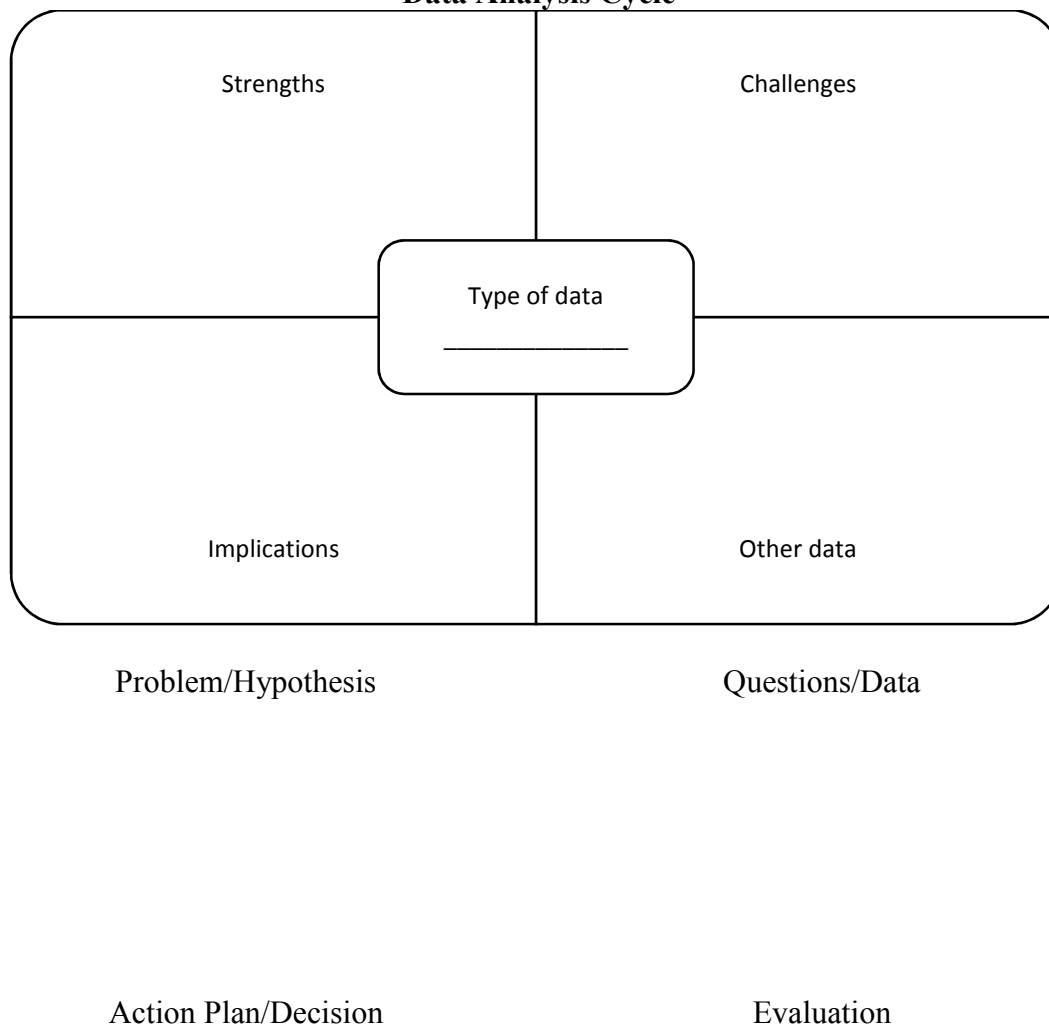 Data Analysis Cycle
Strengths Challenges
Type of data
______________
Implications Other data
Problem/Hypothesis Questions/Data
Action Plan/Decision Evaluation